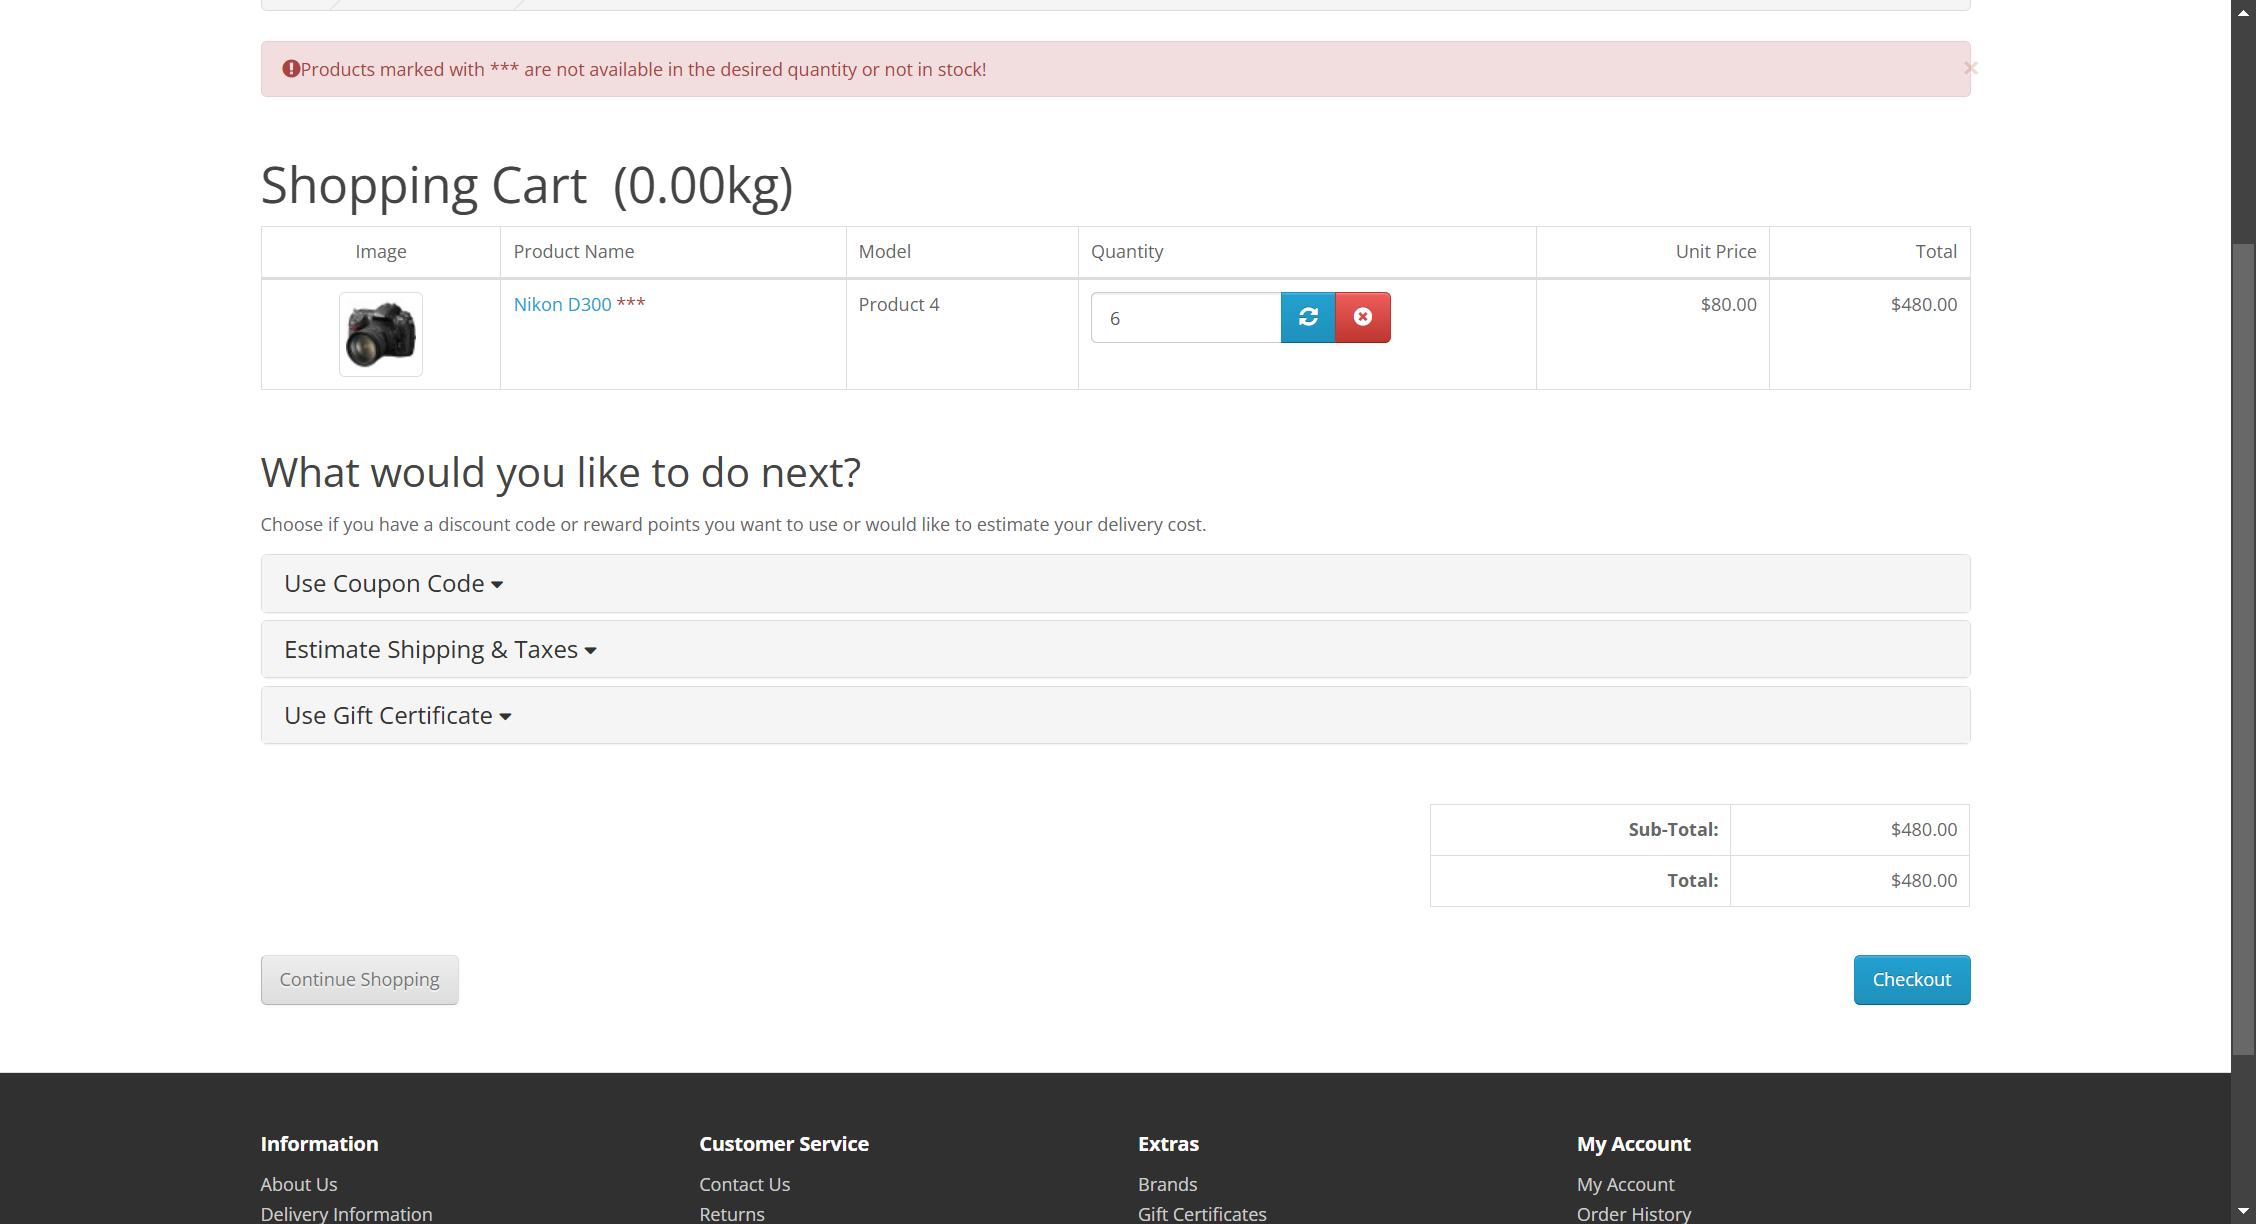 Products marked with *** are not available in the desired quantity or not in stock!
×
Shopping Cart  (0.00kg)
Image Product Name Model Quantity Unit Price Total
Nikon D300 *** Product 4 6 $80.00 $480.00
What would you like to do next?
Choose if you have a discount code or reward points you want to use or would like to estimate your delivery cost.
Use Coupon Code
Estimate Shipping & Taxes
Use Gift Certificate
Sub-Total: $480.00
Total: $480.00
Continue Shopping Checkout
Information Customer Service Extras My Account
About Us Contact Us Brands My Account
Delivery Information Returns Gift Certificates Order History